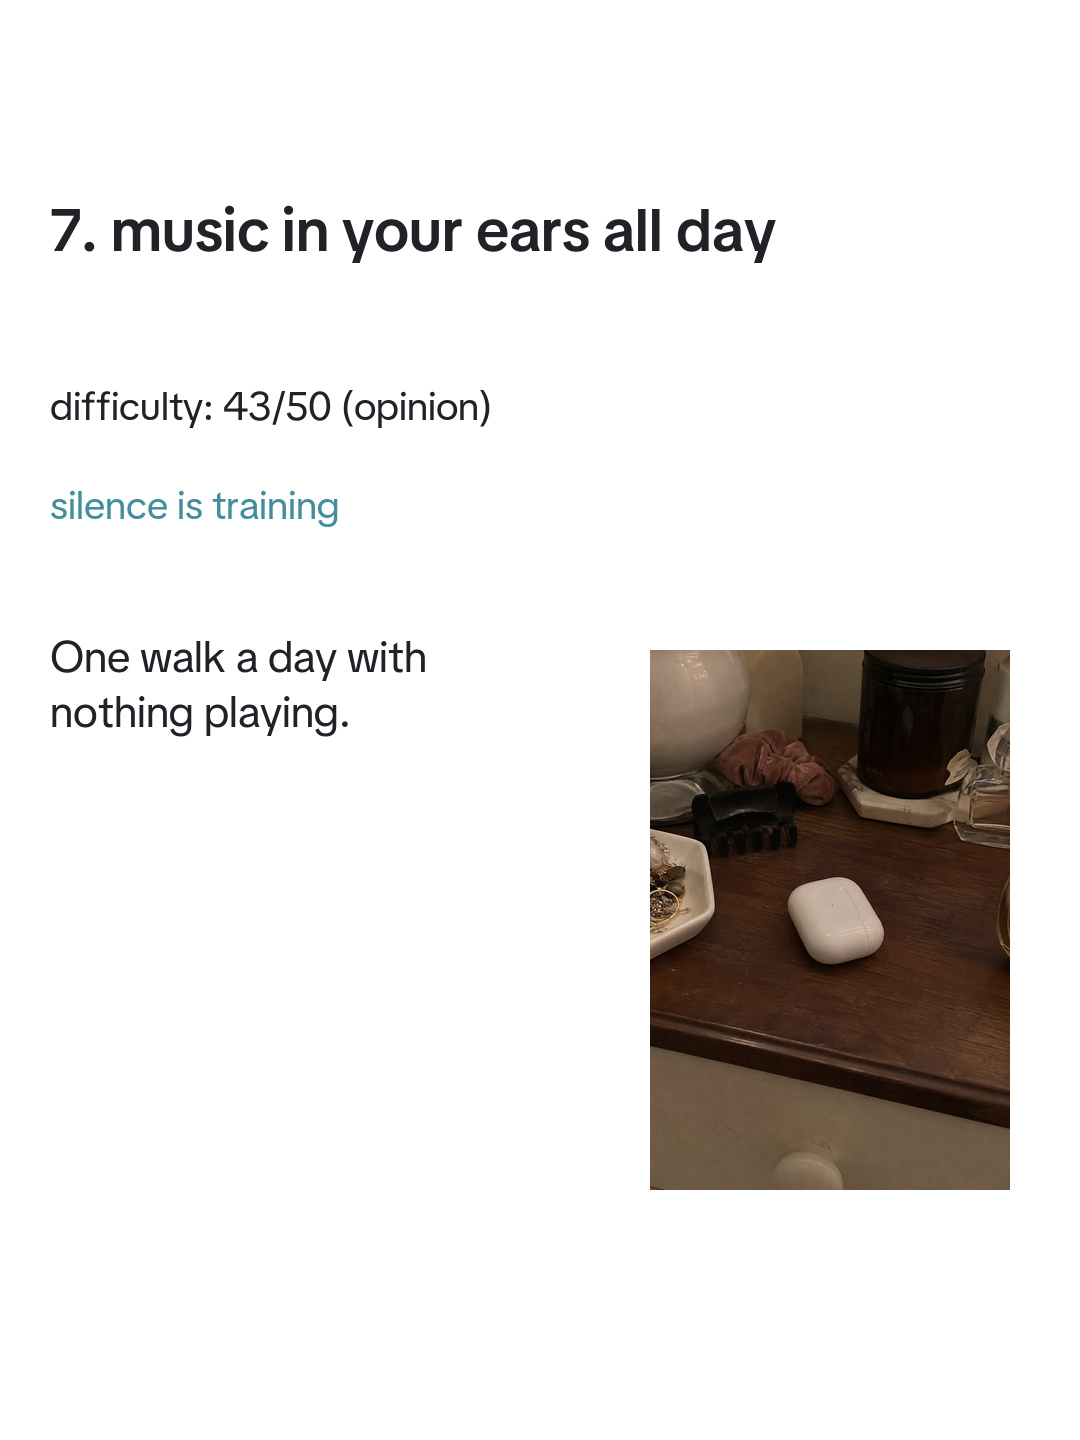 7. music in your ears all day
difficulty: 43/50 (opinion)
silence is training
One walk a day with
nothing playing.